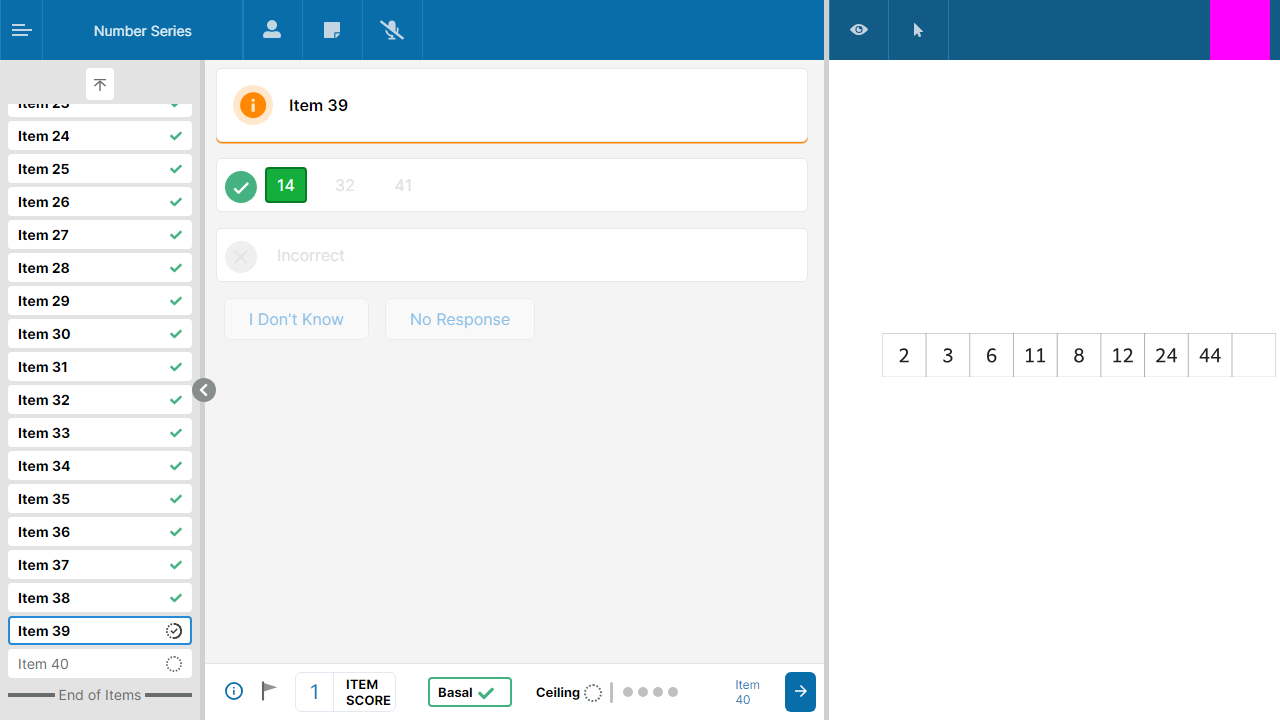 Number Series
Item 23
Item 24
Item 25
Item 26
Item 27
Item 28
Item 29
Item 30
Item 31
Item 32
Item 33
Item 34
Item 35
Item 36
Item 37
Item 38
Item 39
Item 40
End of Items
Item 39
14 32 41
Incorrect
I Don't Know No Response
1 ITEM SCORE
Basal
Ceiling
Item 40
2 3 6 11 8 12 24 44